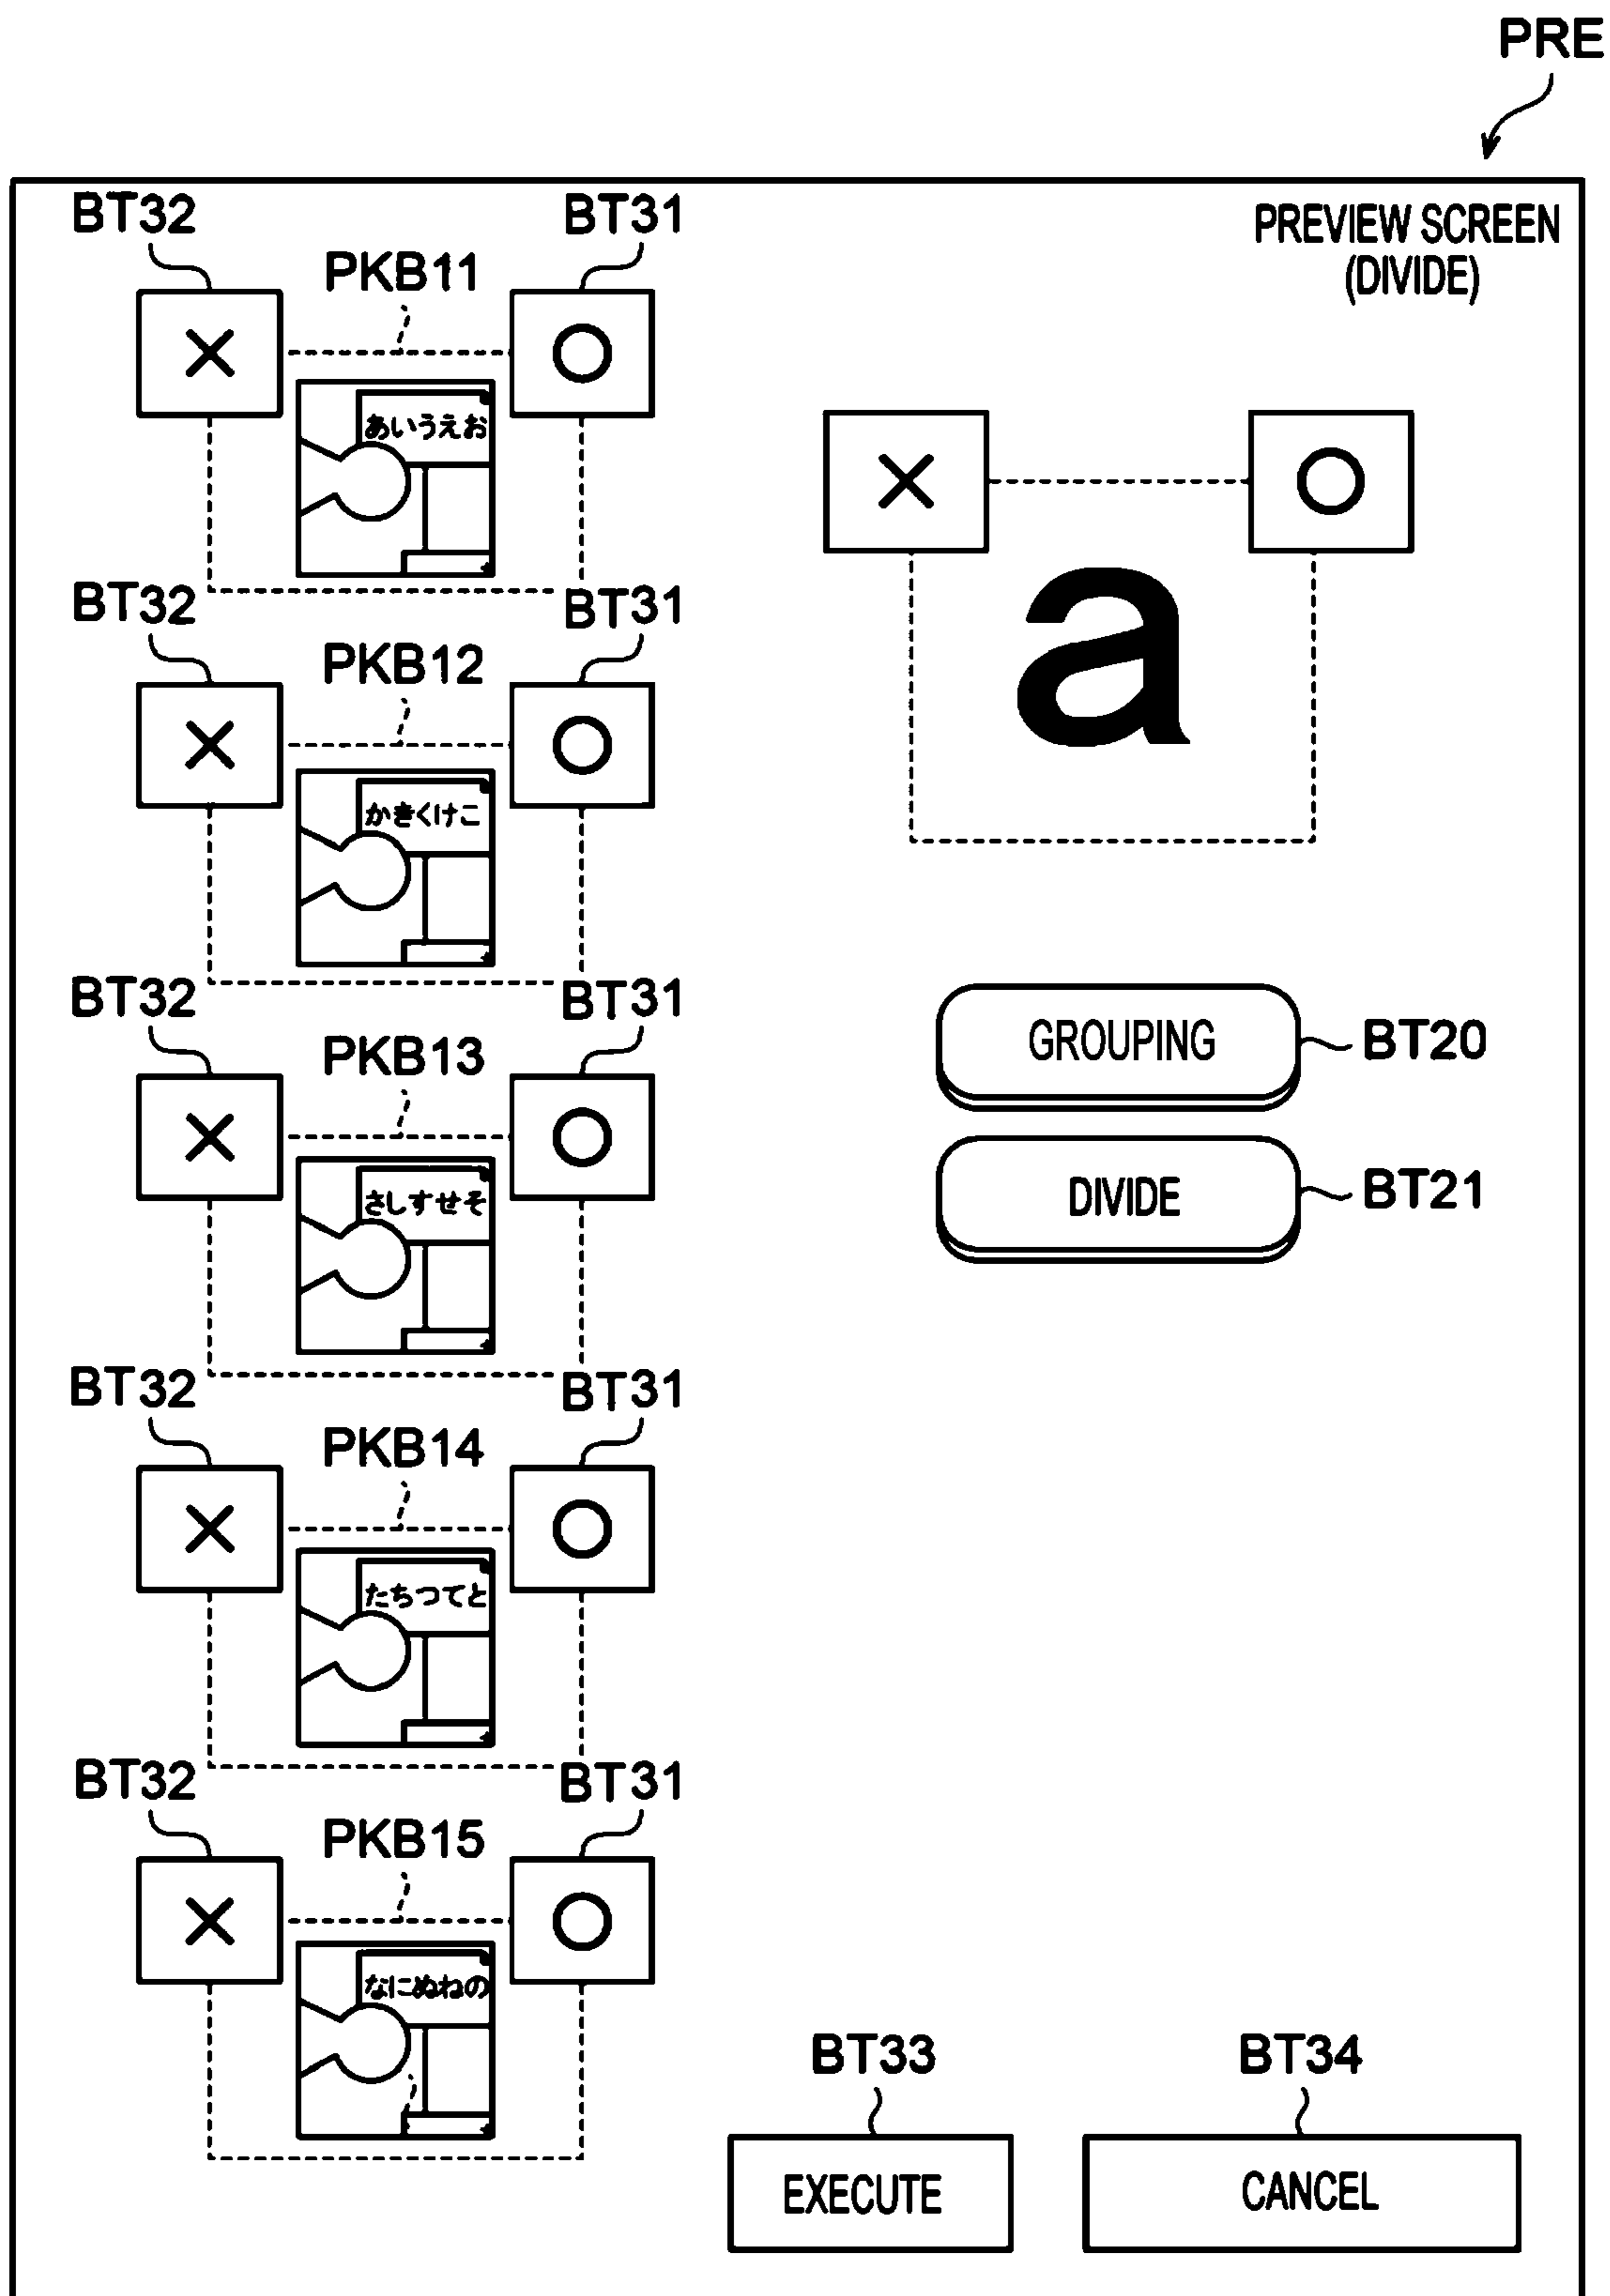 PRE
PREVIEW SCREEN
(DIVIDE)
BT32
BT31
PKB11
×
○
あいうえお
×
○
a
BT32
BT31
PKB12
×
○
かきくけこ
GROUPING
BT20
DIVIDE
BT21
BT32
BT31
PKB13
×
○
さしすせそ
BT32
BT31
PKB14
×
○
たちつてと
BT32
BT31
PKB15
×
○
なにぬねの
BT33
BT34
EXECUTE
CANCEL